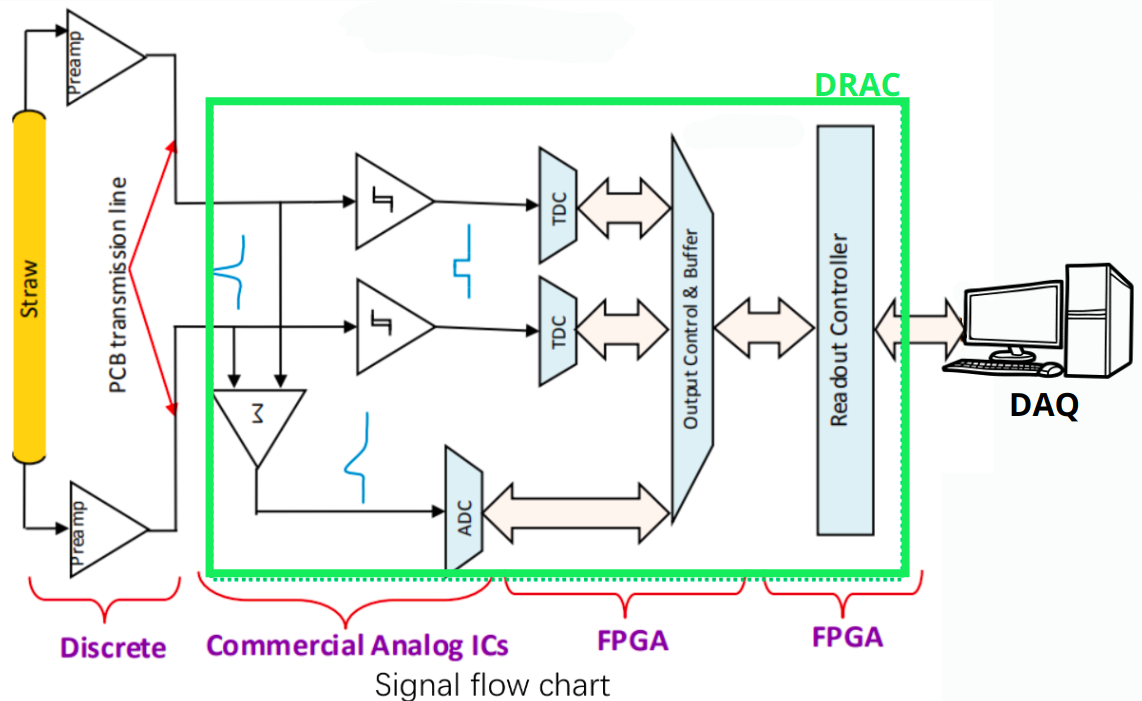 DRAC
Preamp
Straw
PCB transmission line
Preamp
TDC
TDC
Σ
ADC
Output Control & Buffer
Readout Controller
DAQ
Discrete
Commercial Analog ICs
FPGA
FPGA
Signal flow chart